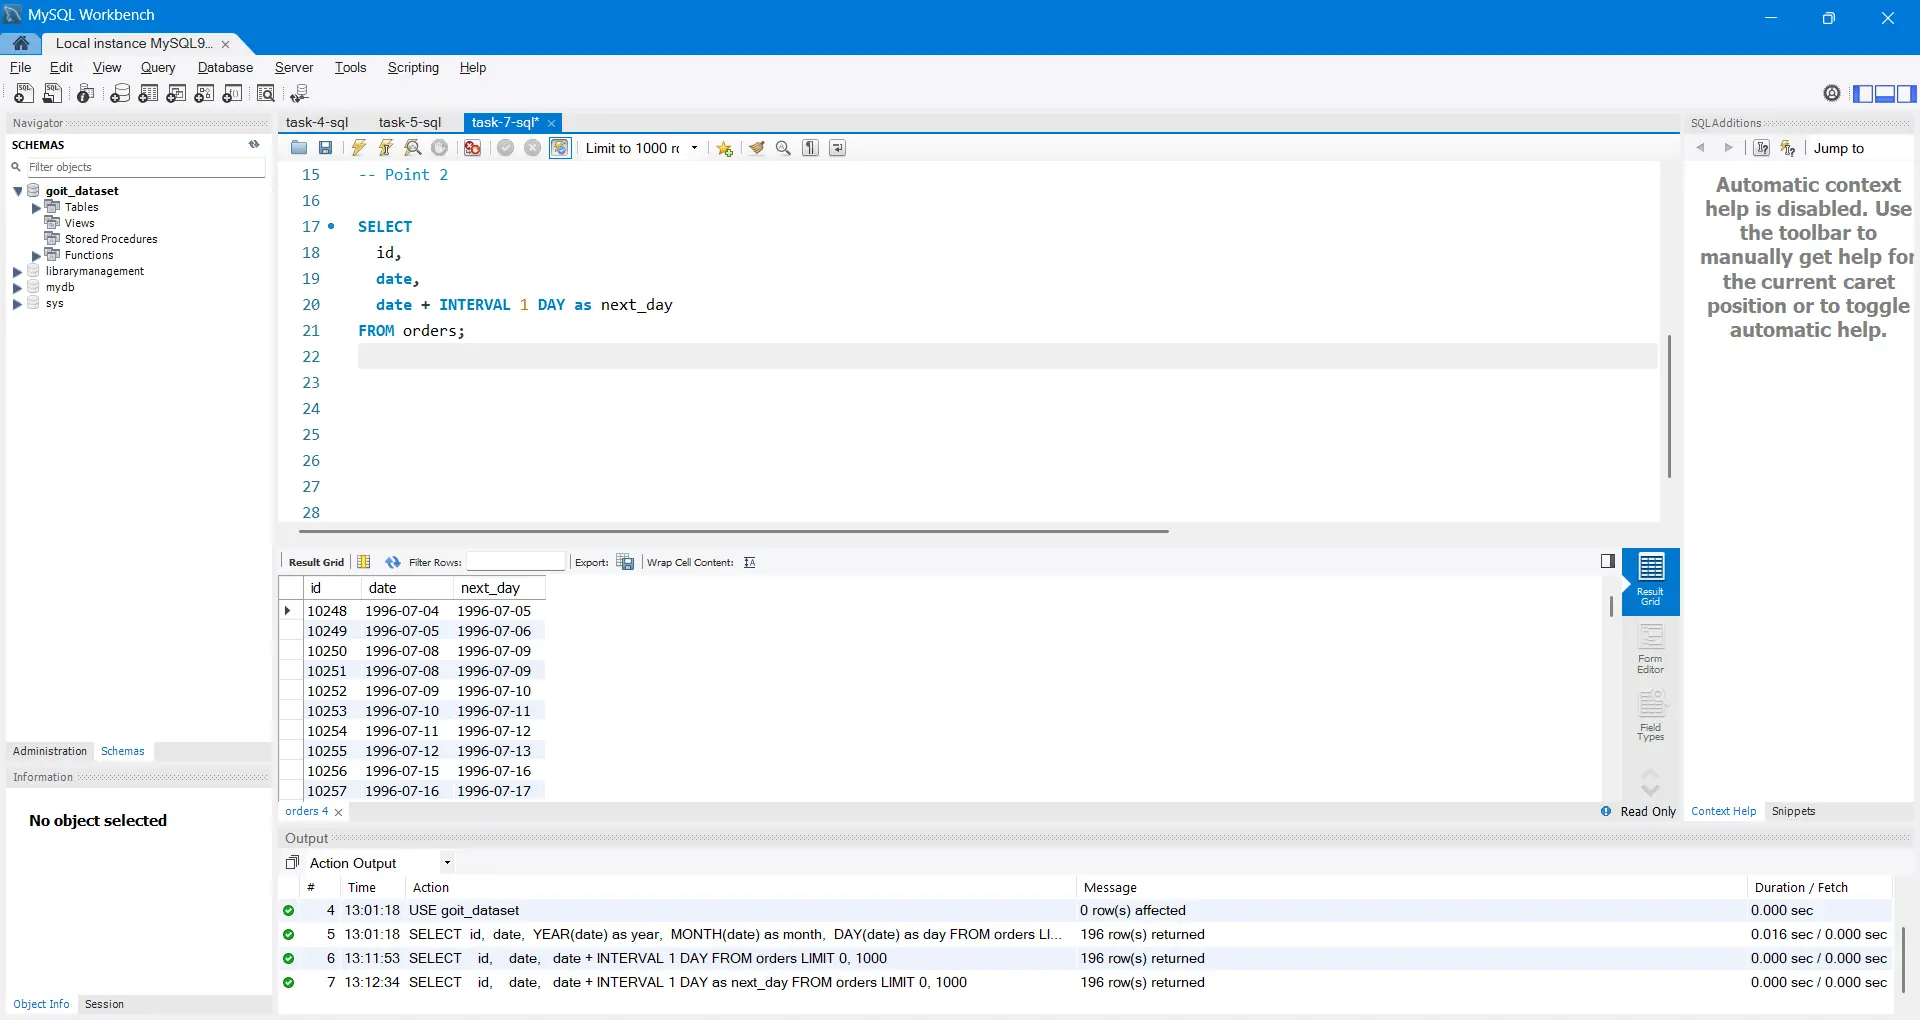 MySQL Workbench
Local instance MySQL9...
File Edit View Query Database Server Tools Scripting Help
Navigator
SCHEMAS
Filter objects
goit_dataset
Tables
Views
Stored Procedures
Functions
librarymanagement
mydb
sys
Administration Schemas
Information
No object selected
Object Info Session
task-4-sql task-5-sql task-7-sql*
Limit to 1000 rc
15 -- Point 2
16
17 SELECT
18 id,
19 date,
20 date + INTERVAL 1 DAY as next_day
21 FROM orders;
22
23
24
25
26
27
28
Result Grid Filter Rows: Export: Wrap Cell Content:
id date next_day
10248 1996-07-04 1996-07-05
10249 1996-07-05 1996-07-06
10250 1996-07-08 1996-07-09
10251 1996-07-08 1996-07-09
10252 1996-07-09 1996-07-10
10253 1996-07-10 1996-07-11
10254 1996-07-11 1996-07-12
10255 1996-07-12 1996-07-13
10256 1996-07-15 1996-07-16
10257 1996-07-16 1996-07-17
Result
Grid
Form
Editor
Field
Types
orders 4
Read Only
Output
Action Output
# Time Action Message Duration / Fetch
4 13:01:18 USE goit_dataset 0 row(s) affected 0.000 sec
5 13:01:18 SELECT id, date, YEAR(date) as year, MONTH(date) as month, DAY(date) as day FROM orders LI... 196 row(s) returned 0.016 sec / 0.000 sec
6 13:11:53 SELECT id, date, date + INTERVAL 1 DAY FROM orders LIMIT 0, 1000 196 row(s) returned 0.000 sec / 0.000 sec
7 13:12:34 SELECT id, date, date + INTERVAL 1 DAY as next_day FROM orders LIMIT 0, 1000 196 row(s) returned 0.000 sec / 0.000 sec
SQLAdditions
Jump to
Automatic context
help is disabled. Use
the toolbar to
manually get help for
the current caret
position or to toggle
automatic help.
Context Help Snippets